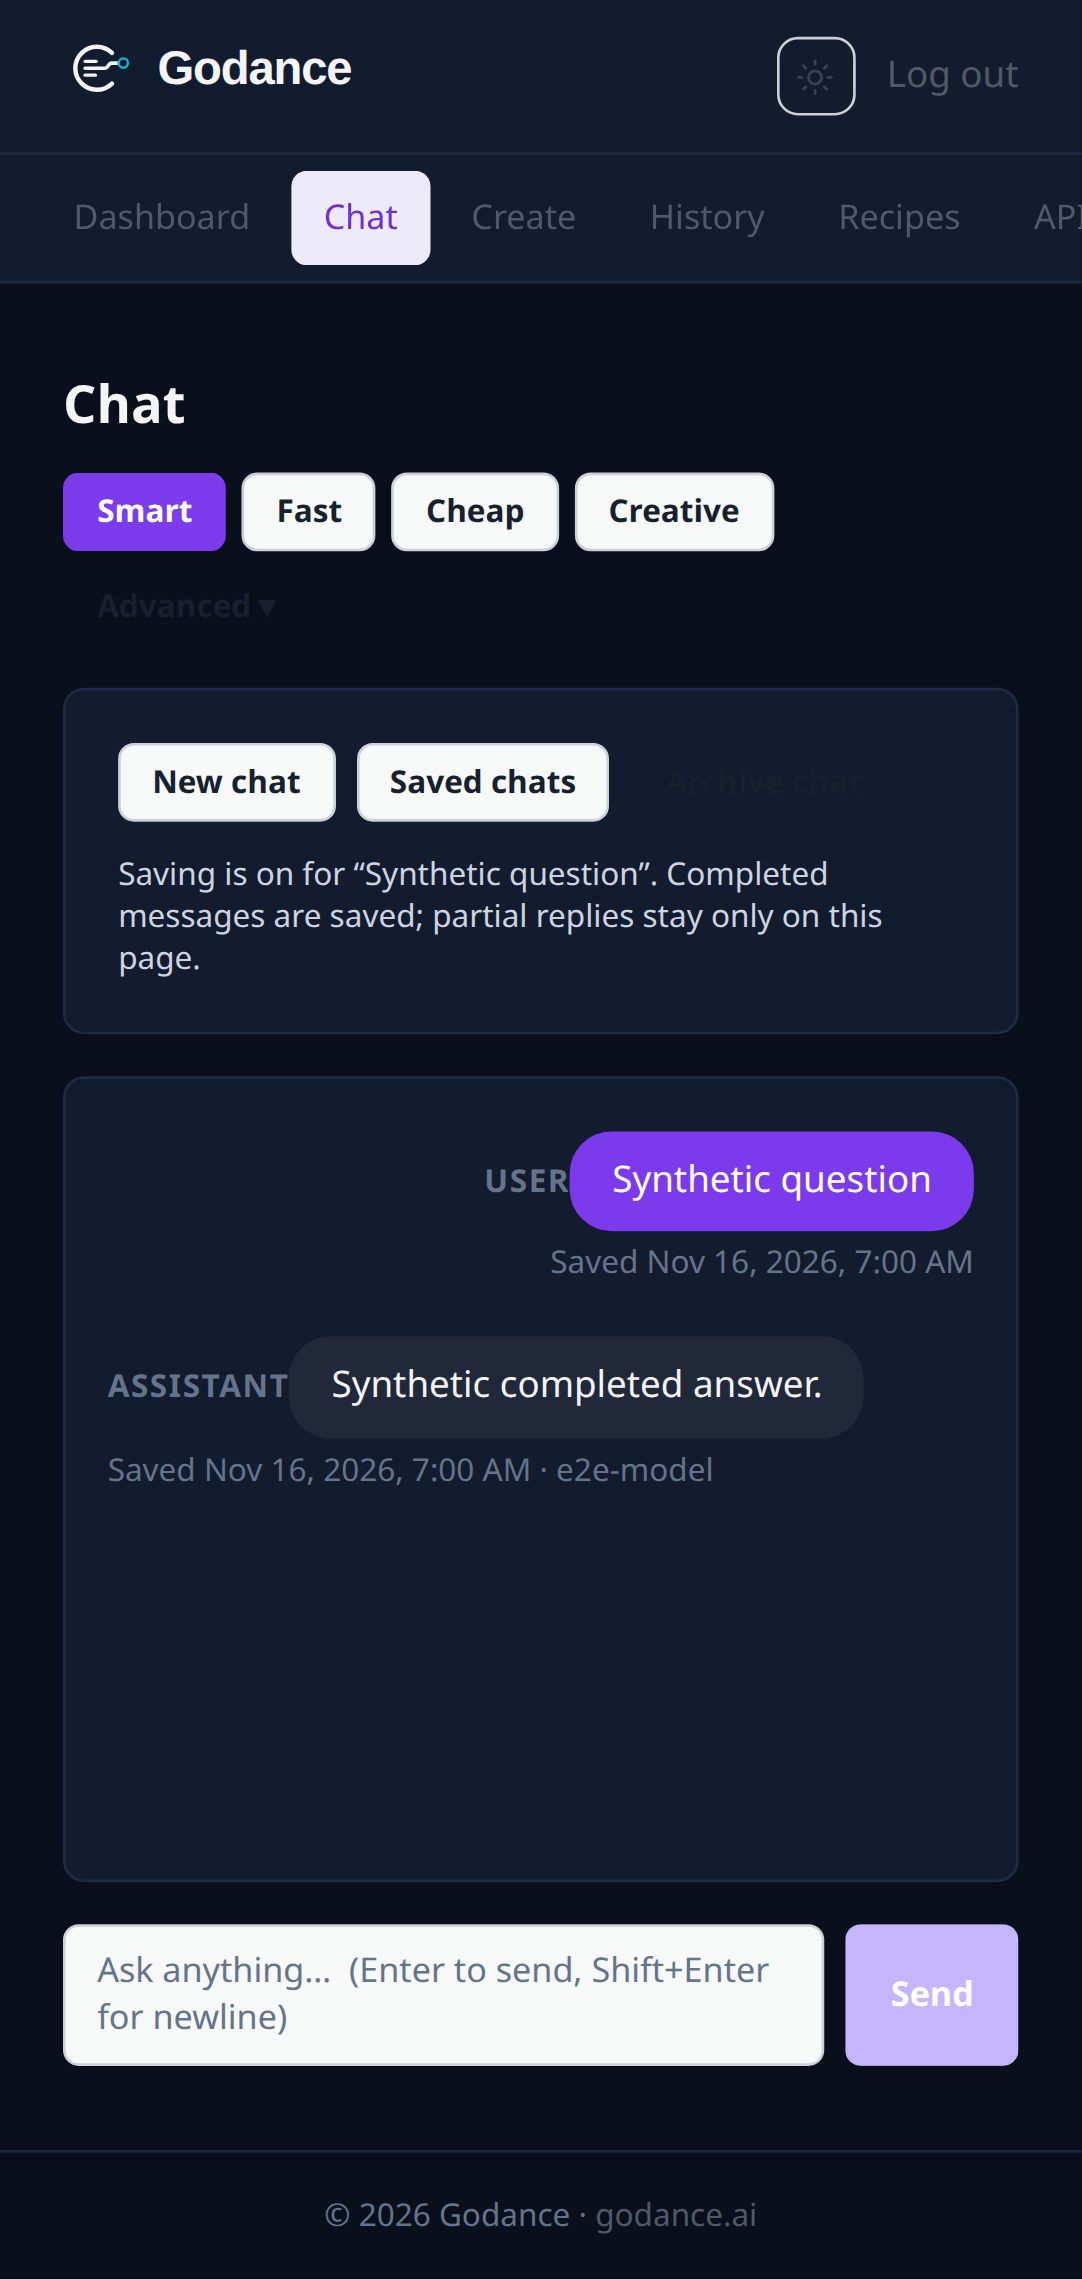 Godance
Log out
Dashboard Chat Create History Recipes API
Chat
Smart Fast Cheap Creative
Advanced ▾
New chat Saved chats Archive chat
Saving is on for “Synthetic question”. Completed
messages are saved; partial replies stay only on this
page.
USER Synthetic question
Saved Nov 16, 2026, 7:00 AM
ASSISTANT Synthetic completed answer.
Saved Nov 16, 2026, 7:00 AM · e2e-model
Ask anything… (Enter to send, Shift+Enter
for newline)
Send
© 2026 Godance · godance.ai